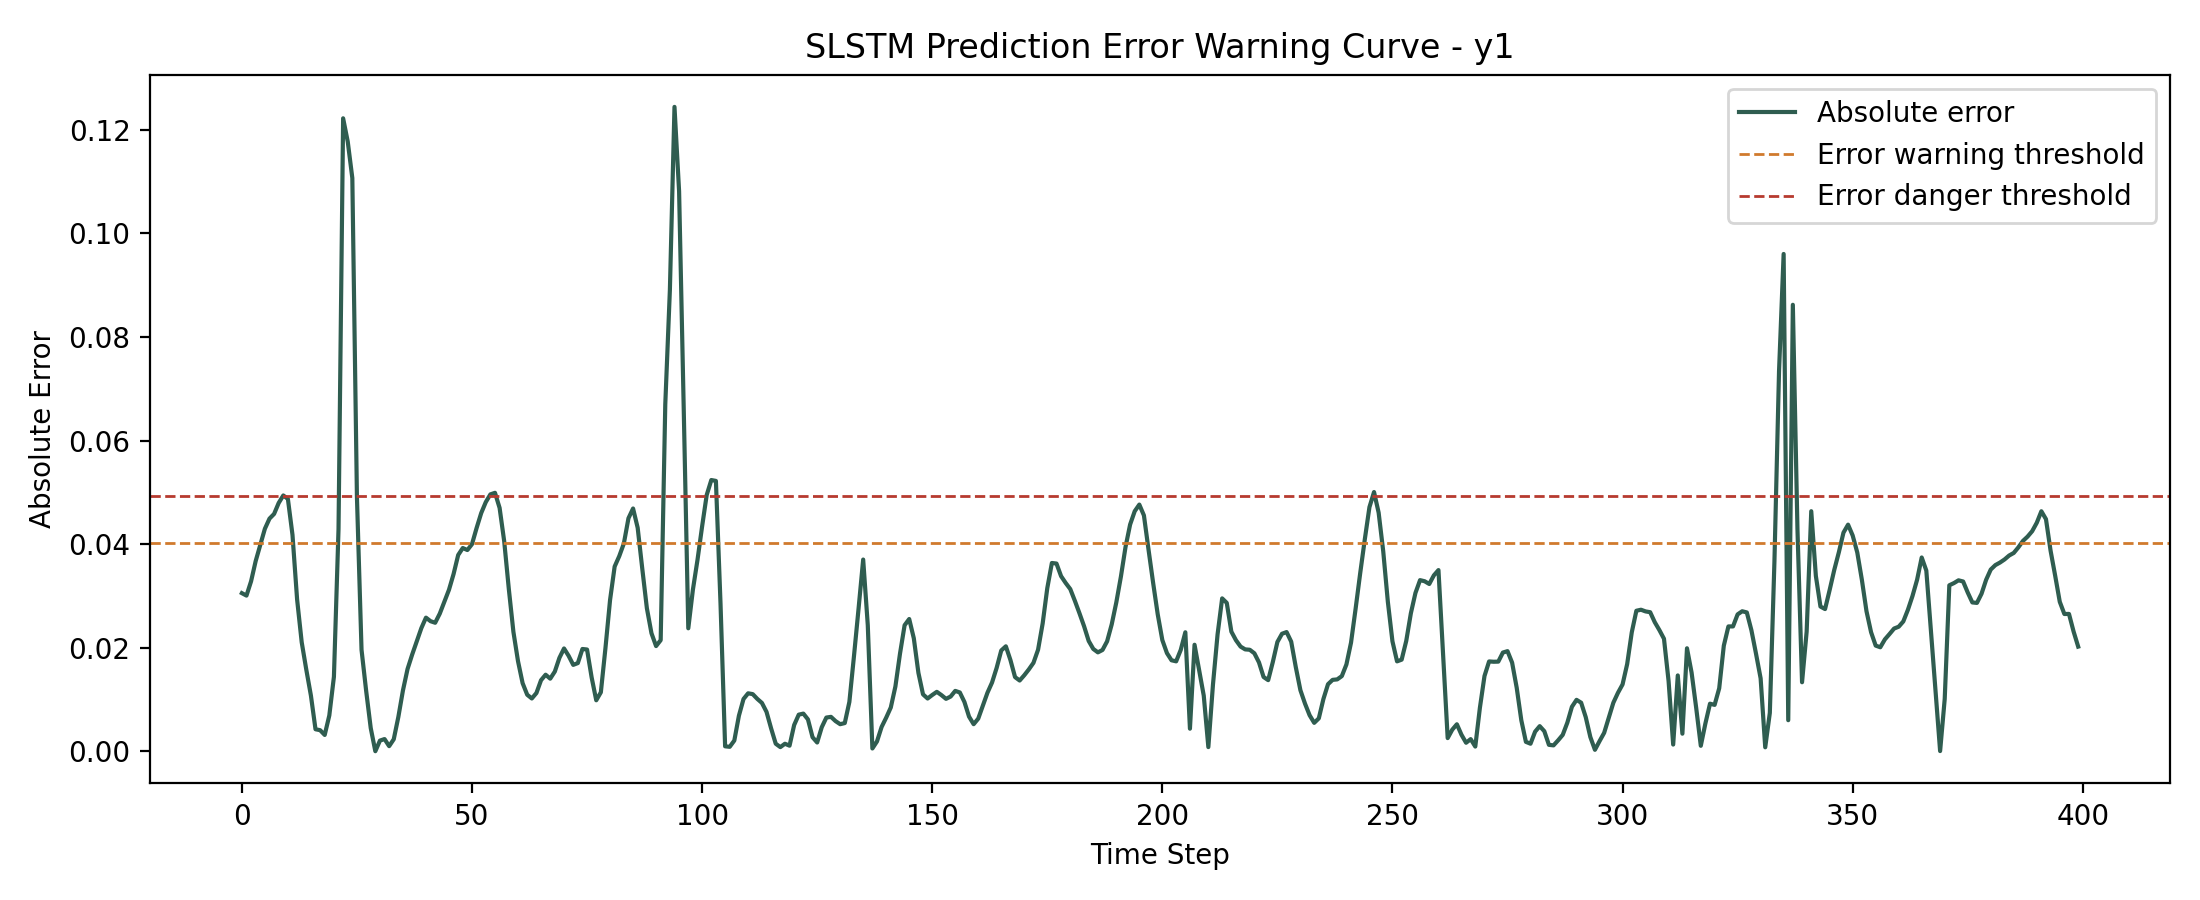 SLSTM Prediction Error Warning Curve - y1
Absolute error
Error warning threshold
Error danger threshold
Absolute Error
0.12
0.10
0.08
0.06
0.04
0.02
0.00
0 50 100 150 200 250 300 350 400
Time Step